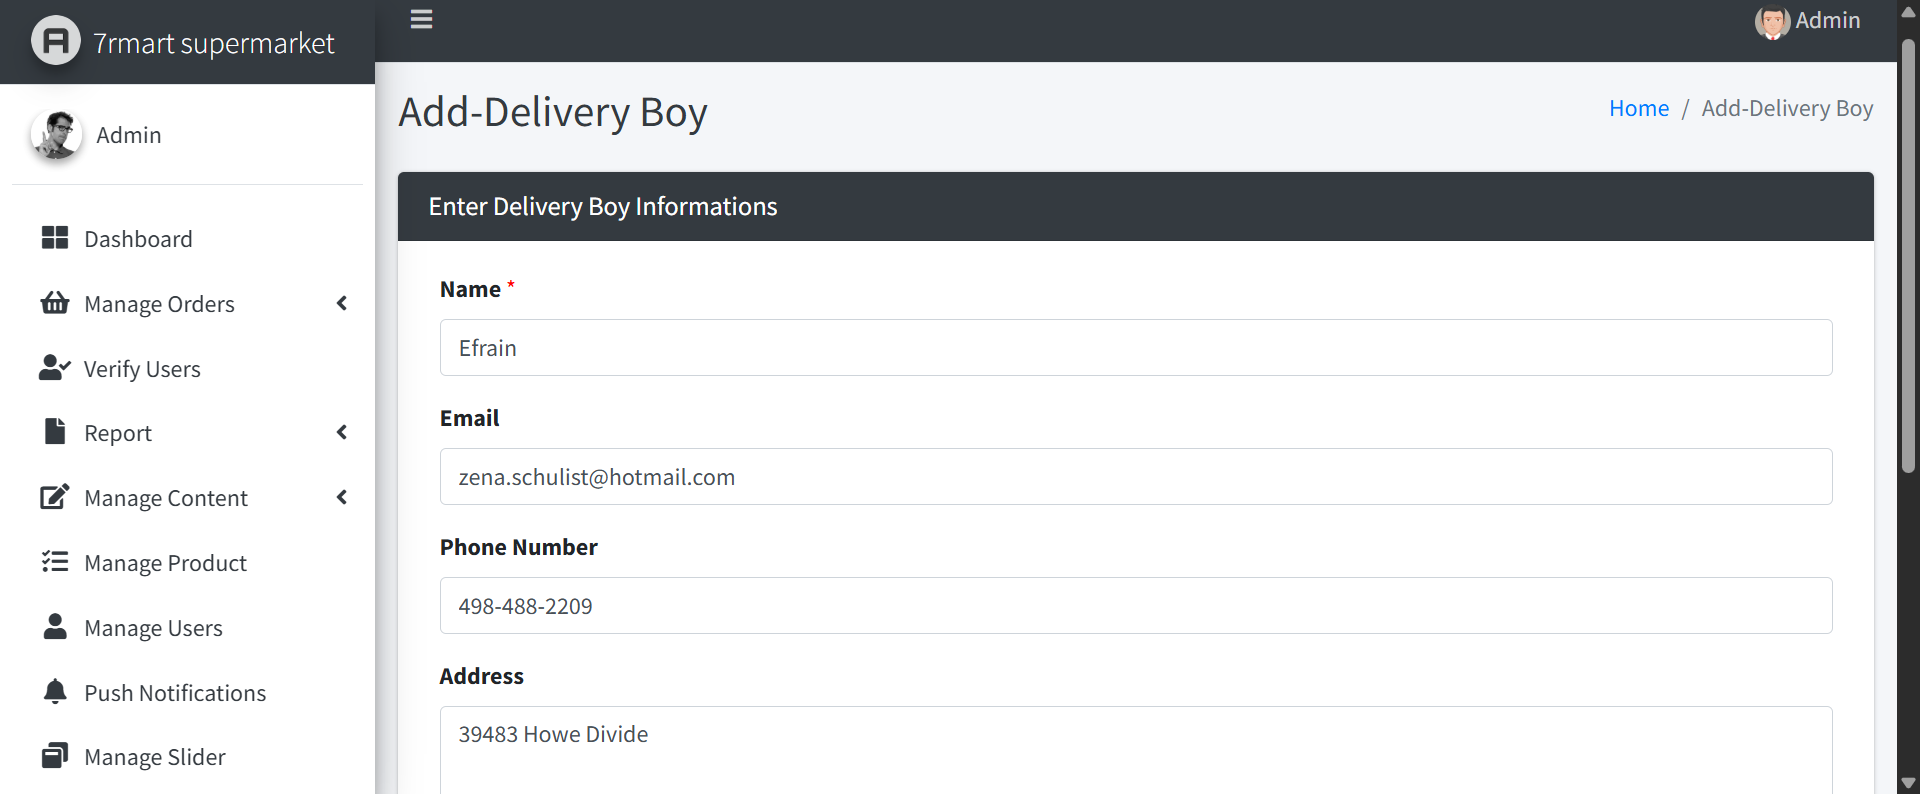 7rmart supermarket
Admin
Admin
Dashboard
Manage Orders
Verify Users
Report
Manage Content
Manage Product
Manage Users
Push Notifications
Manage Slider
Add-Delivery Boy
Home / Add-Delivery Boy
Enter Delivery Boy Informations
Name *
Efrain
Email
zena.schulist@hotmail.com
Phone Number
498-488-2209
Address
39483 Howe Divide